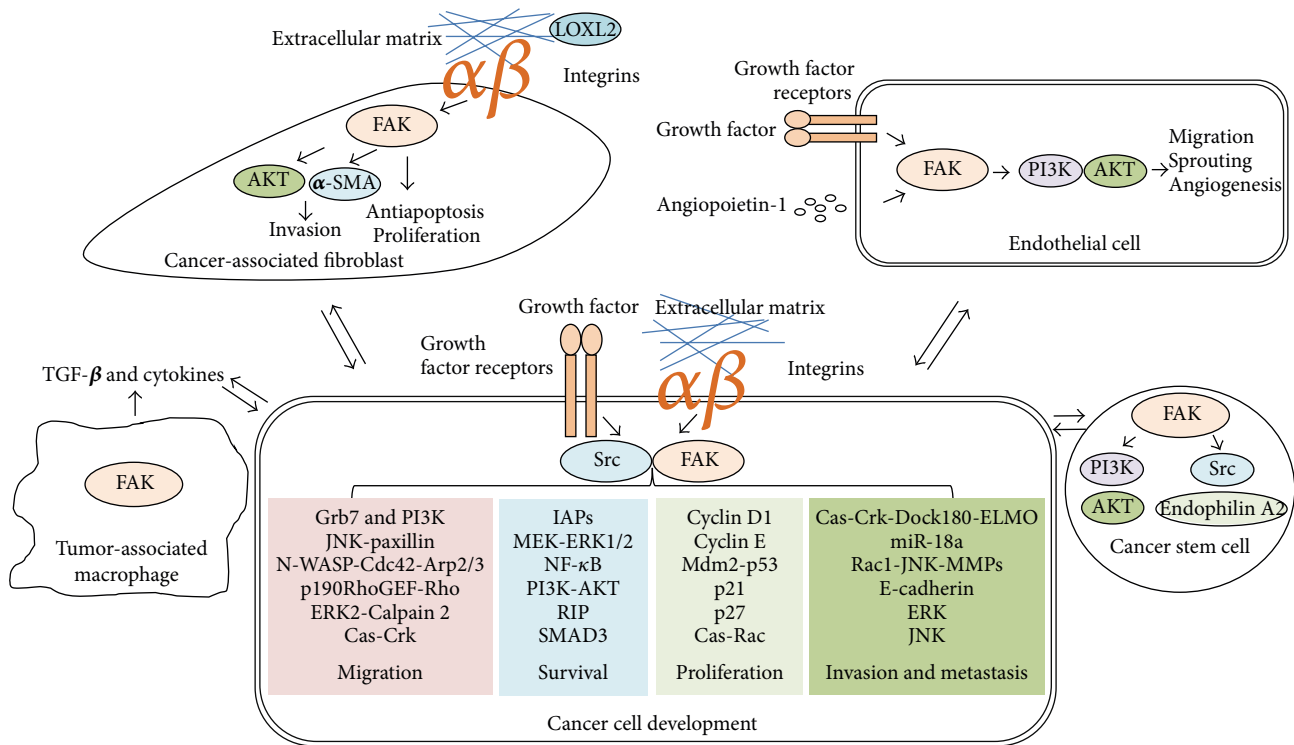 Extracellular matrix
LOXL2
αβ
Integrins
FAK
AKT
α-SMA
Invasion
Antiapoptosis
Proliferation
Cancer-associated fibroblast
Growth factor
receptors
Growth factor
Angiopoietin-1
FAK
PI3K
AKT
Migration
Sprouting
Angiogenesis
Endothelial cell
TGF-β and cytokines
FAK
Tumor-associated
macrophage
Growth factor
Growth
factor receptors
Extracellular matrix
αβ
Integrins
Src
FAK
Grb7 and PI3K
JNK-paxillin
N-WASP-Cdc42-Arp2/3
p190RhoGEF-Rho
ERK2-Calpain 2
Cas-Crk
Migration
IAPs
MEK-ERK1/2
NF-κB
PI3K-AKT
RIP
SMAD3
Survival
Cyclin D1
Cyclin E
Mdm2-p53
p21
p27
Cas-Rac
Proliferation
Cas-Crk-Dock180-ELMO
miR-18a
Rac1-JNK-MMPs
E-cadherin
ERK
JNK
Invasion and metastasis
Cancer cell development
FAK
PI3K
Src
AKT
Endophilin A2
Cancer stem cell